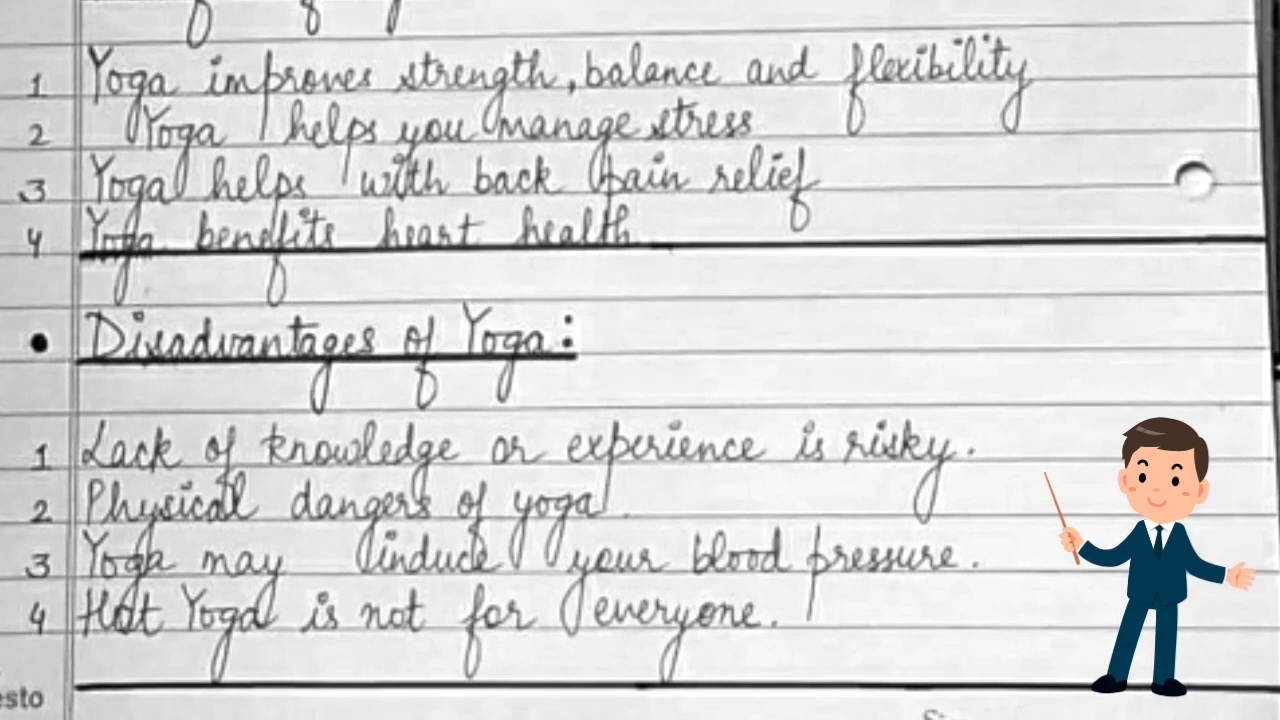 1 Yoga improves strength, balance and flexibility
2 Yoga helps you manage stress
3 Yoga helps with back pain relief
4 Yoga benefits heart health
• Disadvantages of Yoga:
1 Lack of knowledge or experience is risky.
2 Physical dangers of yoga.
3 Yoga may induce your blood pressure.
4 Hot Yoga is not for everyone.
esto